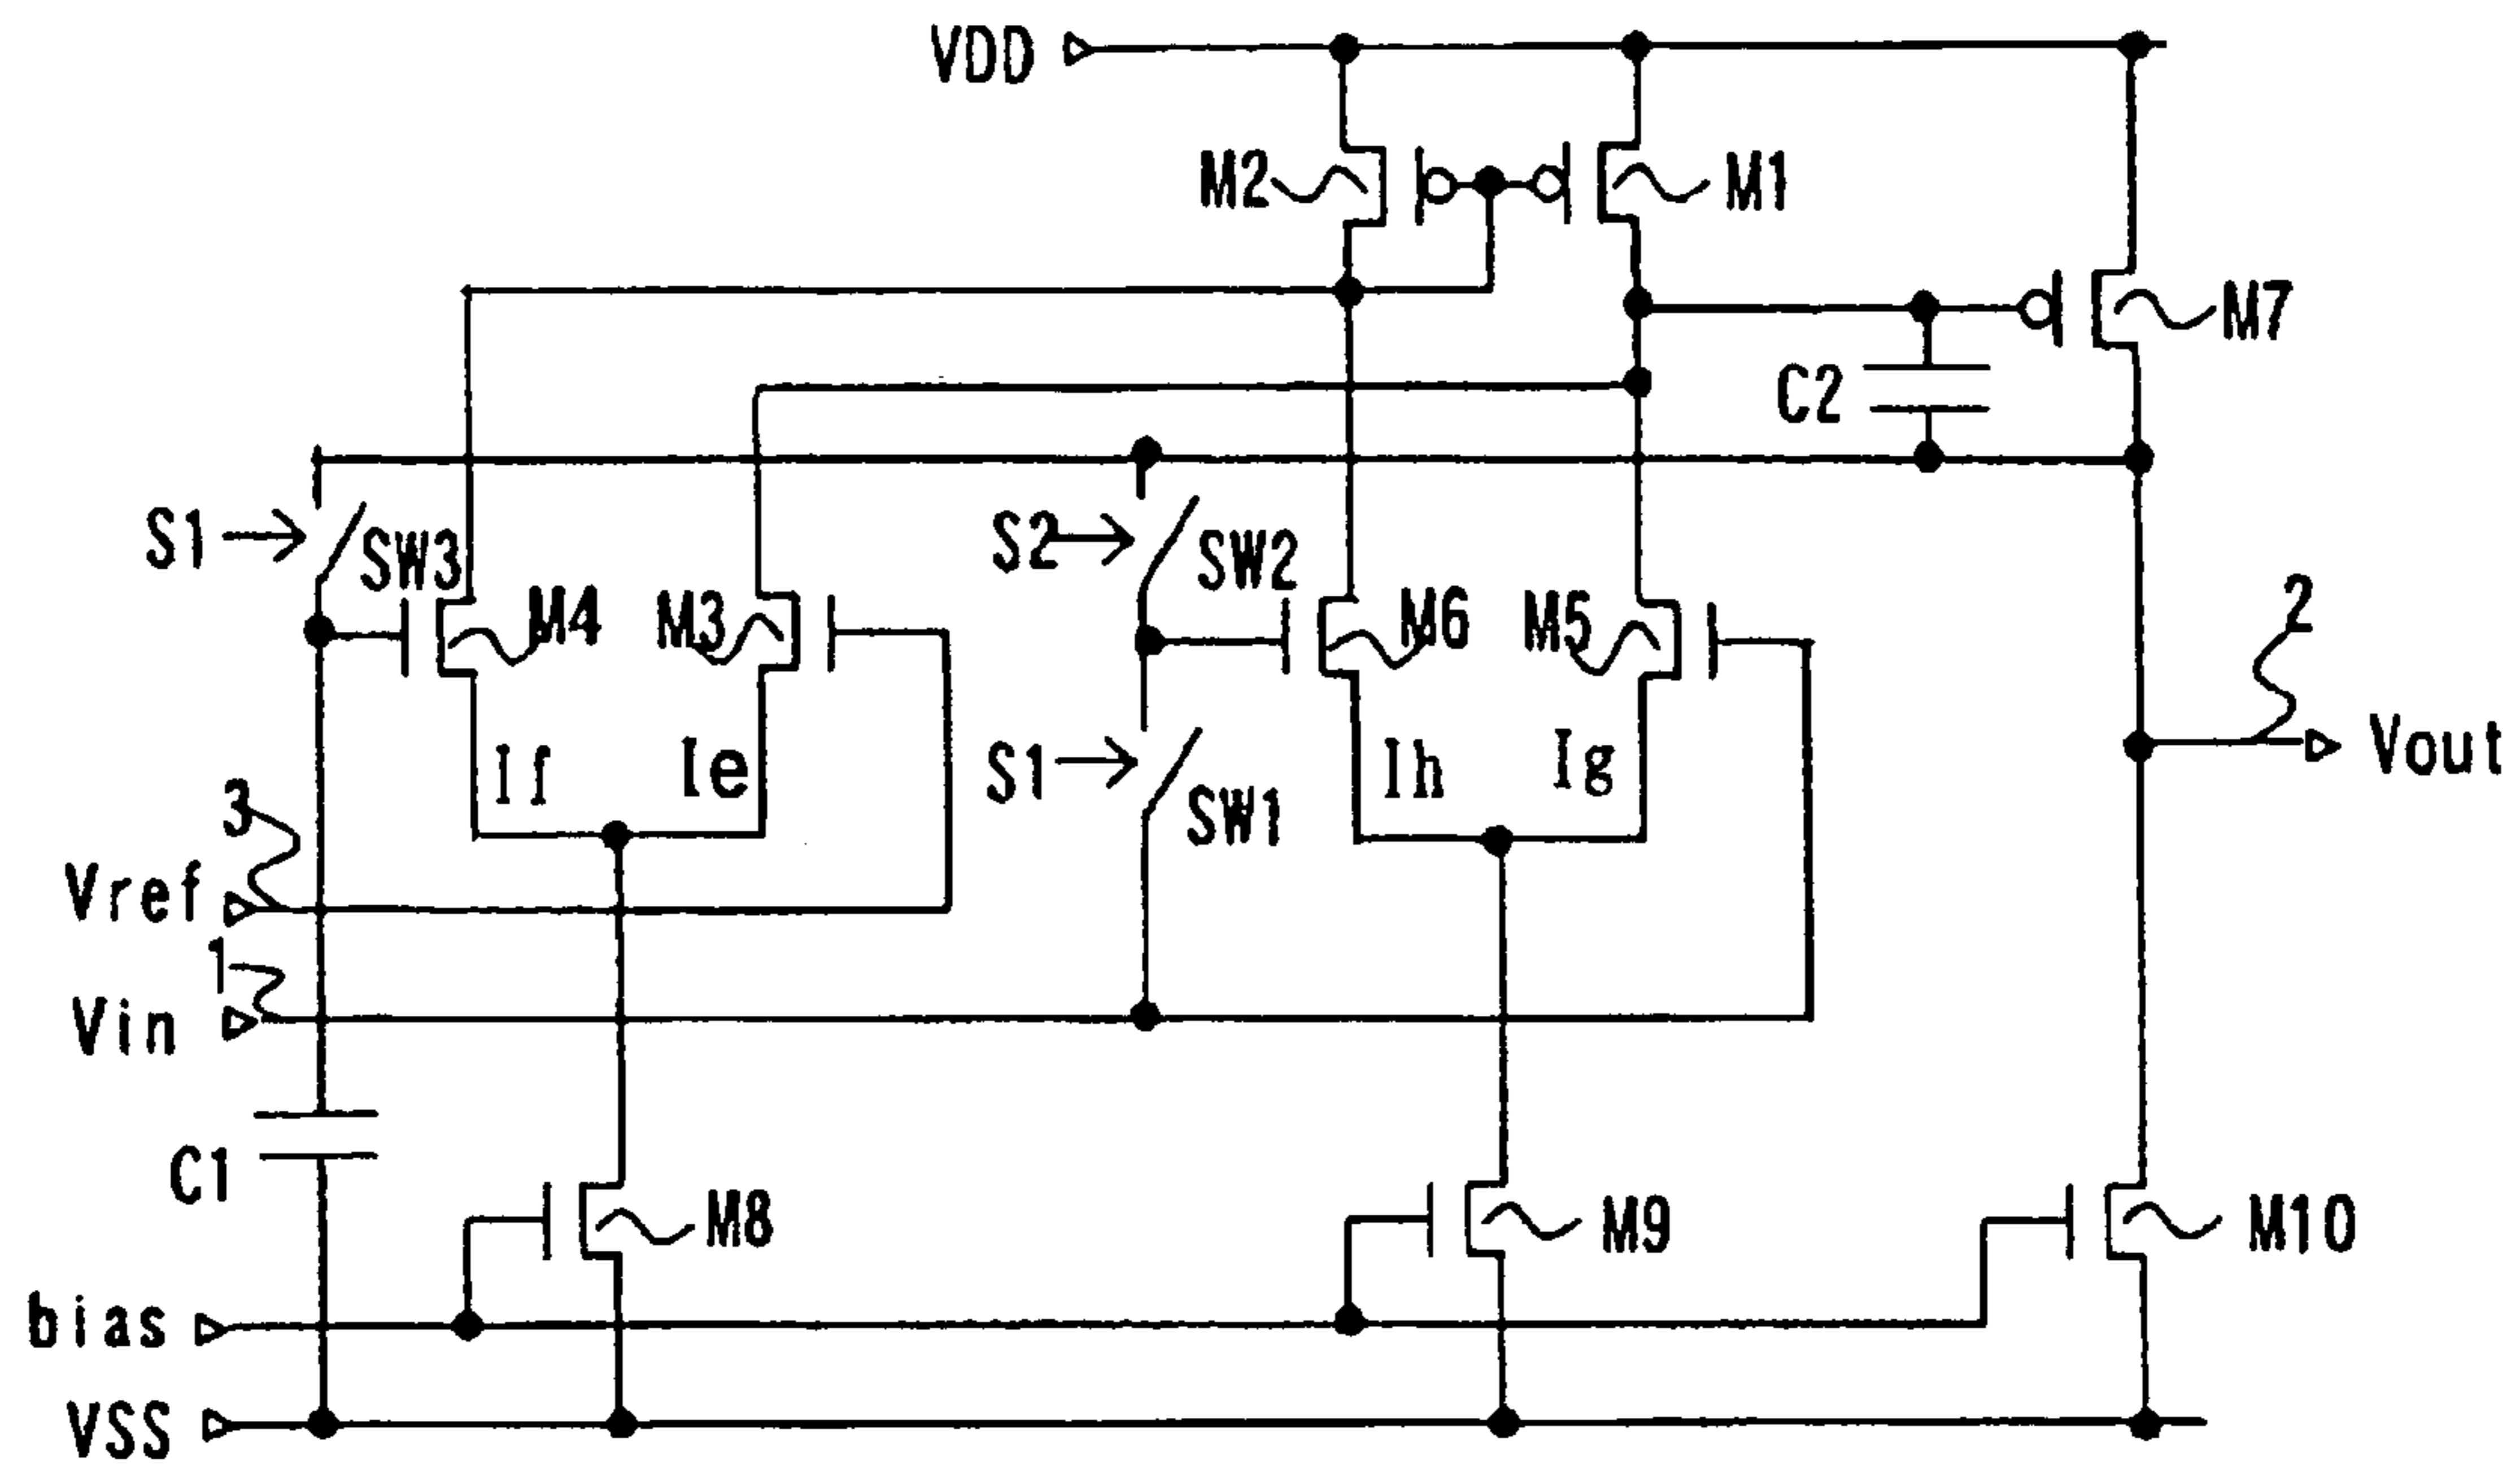 VDD
M2
M1
M7
C2
S1
SW3
S2
SW2
M4
M3
M6
M5
2
If
Ie
S1
SW1
Ih
Ig
Vout
3
Vref
1
Vin
C1
M8
M9
M10
bias
VSS